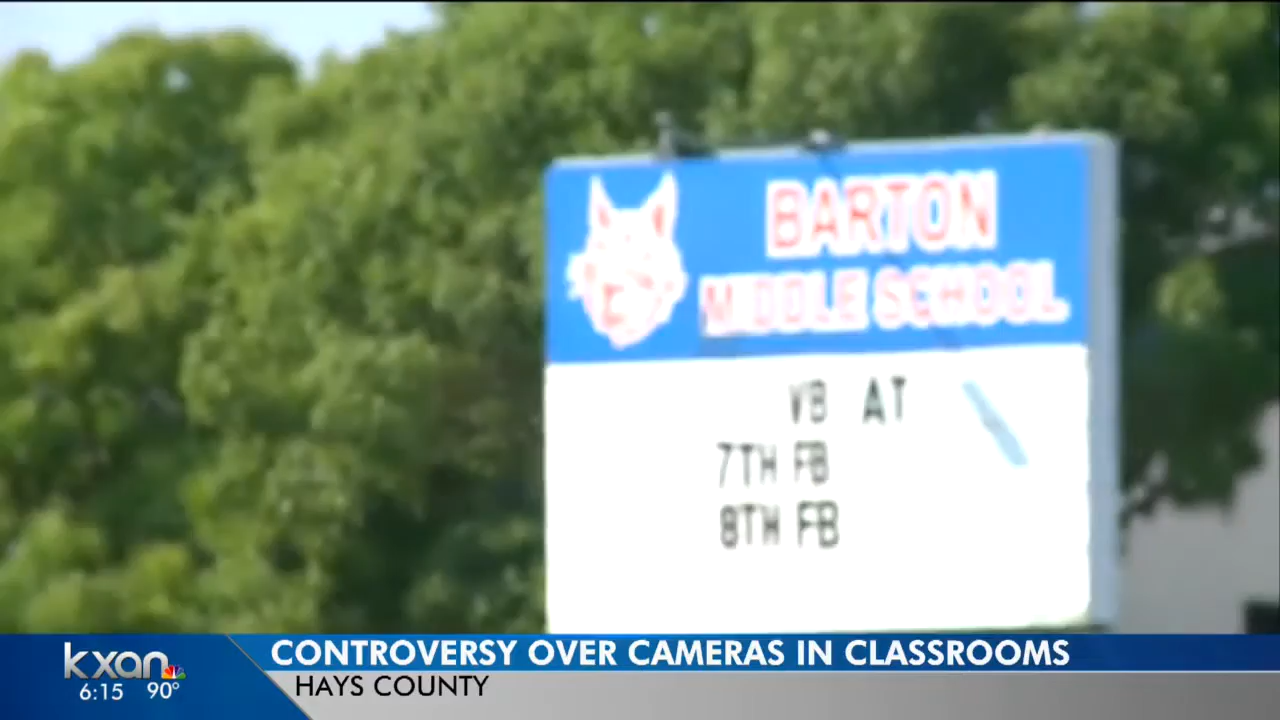 BARTON
MIDDLE SCHOOL
VB AT
7TH FB
8TH FB
kxan
6:15 90°
CONTROVERSY OVER CAMERAS IN CLASSROOMS
HAYS COUNTY